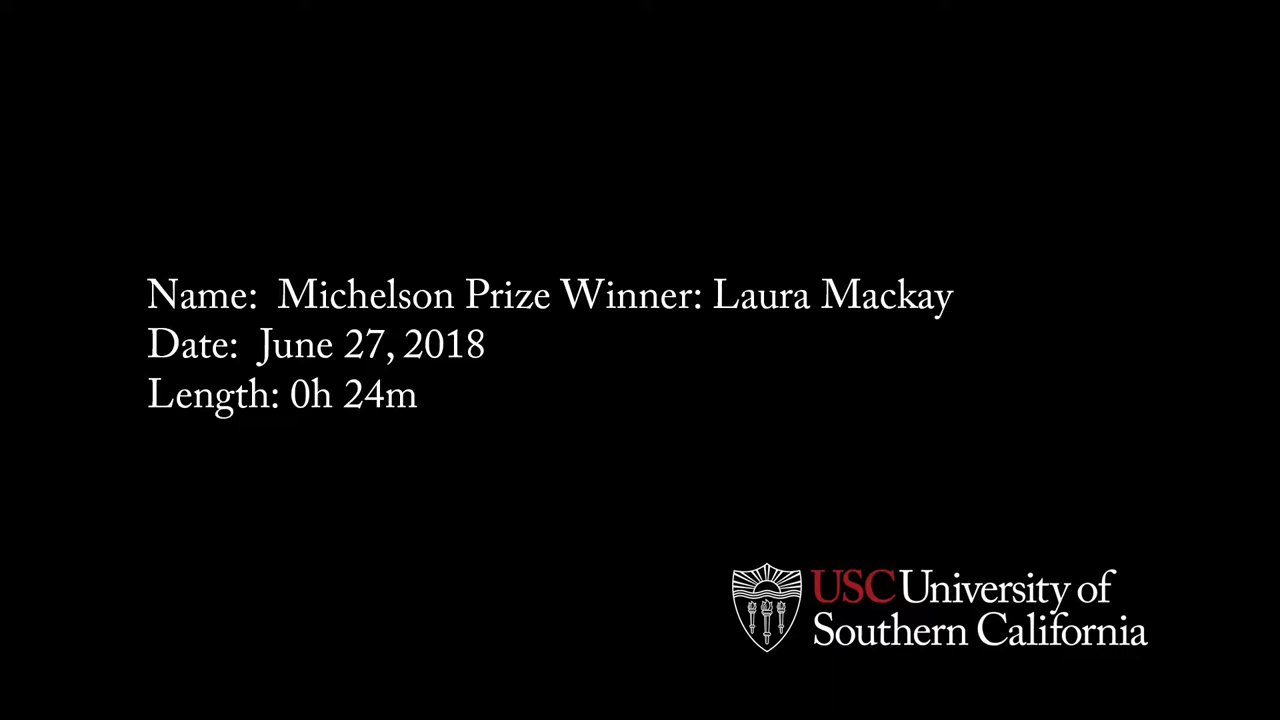 Name:  Michelson Prize Winner: Laura Mackay
Date:  June 27, 2018
Length: 0h 24m
USC University of
Southern California